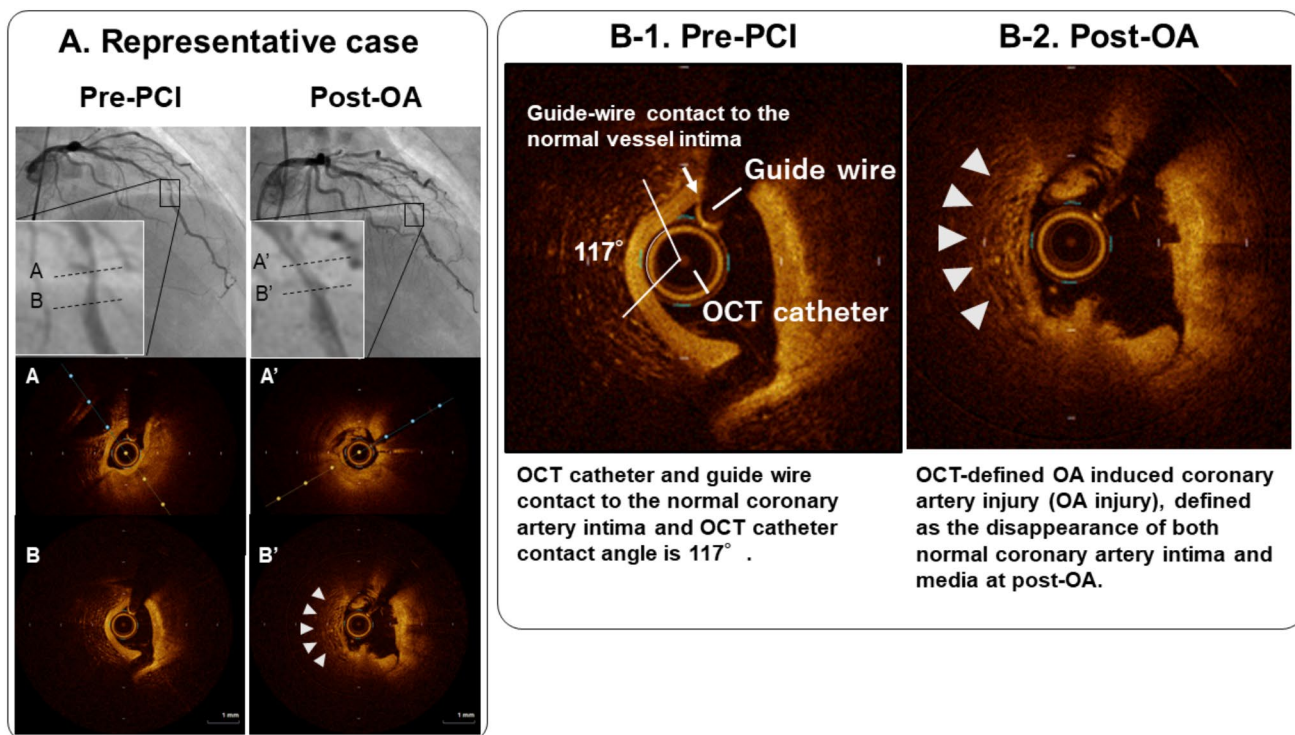 A. Representative case
Pre-PCI
Post-OA
A
B
A’
B’
A
A’
B
B’
1 mm
1 mm
B-1. Pre-PCI
B-2. Post-OA
Guide-wire contact to the
normal vessel intima
Guide wire
117°
OCT catheter
OCT catheter and guide wire
contact to the normal coronary
artery intima and OCT catheter
contact angle is 117° .
OCT-defined OA induced coronary
artery injury (OA injury), defined
as the disappearance of both
normal coronary artery intima and
media at post-OA.